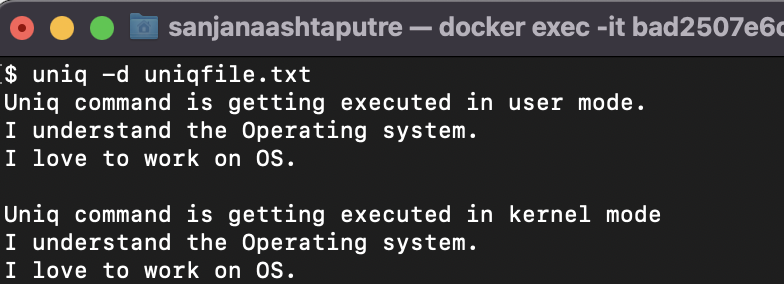 sanjanaashtaputre — docker exec -it bad2507e6
$ uniq -d uniqfile.txt
Uniq command is getting executed in user mode.
I understand the Operating system.
I love to work on OS.
Uniq command is getting executed in kernel mode
I understand the Operating system.
I love to work on OS.